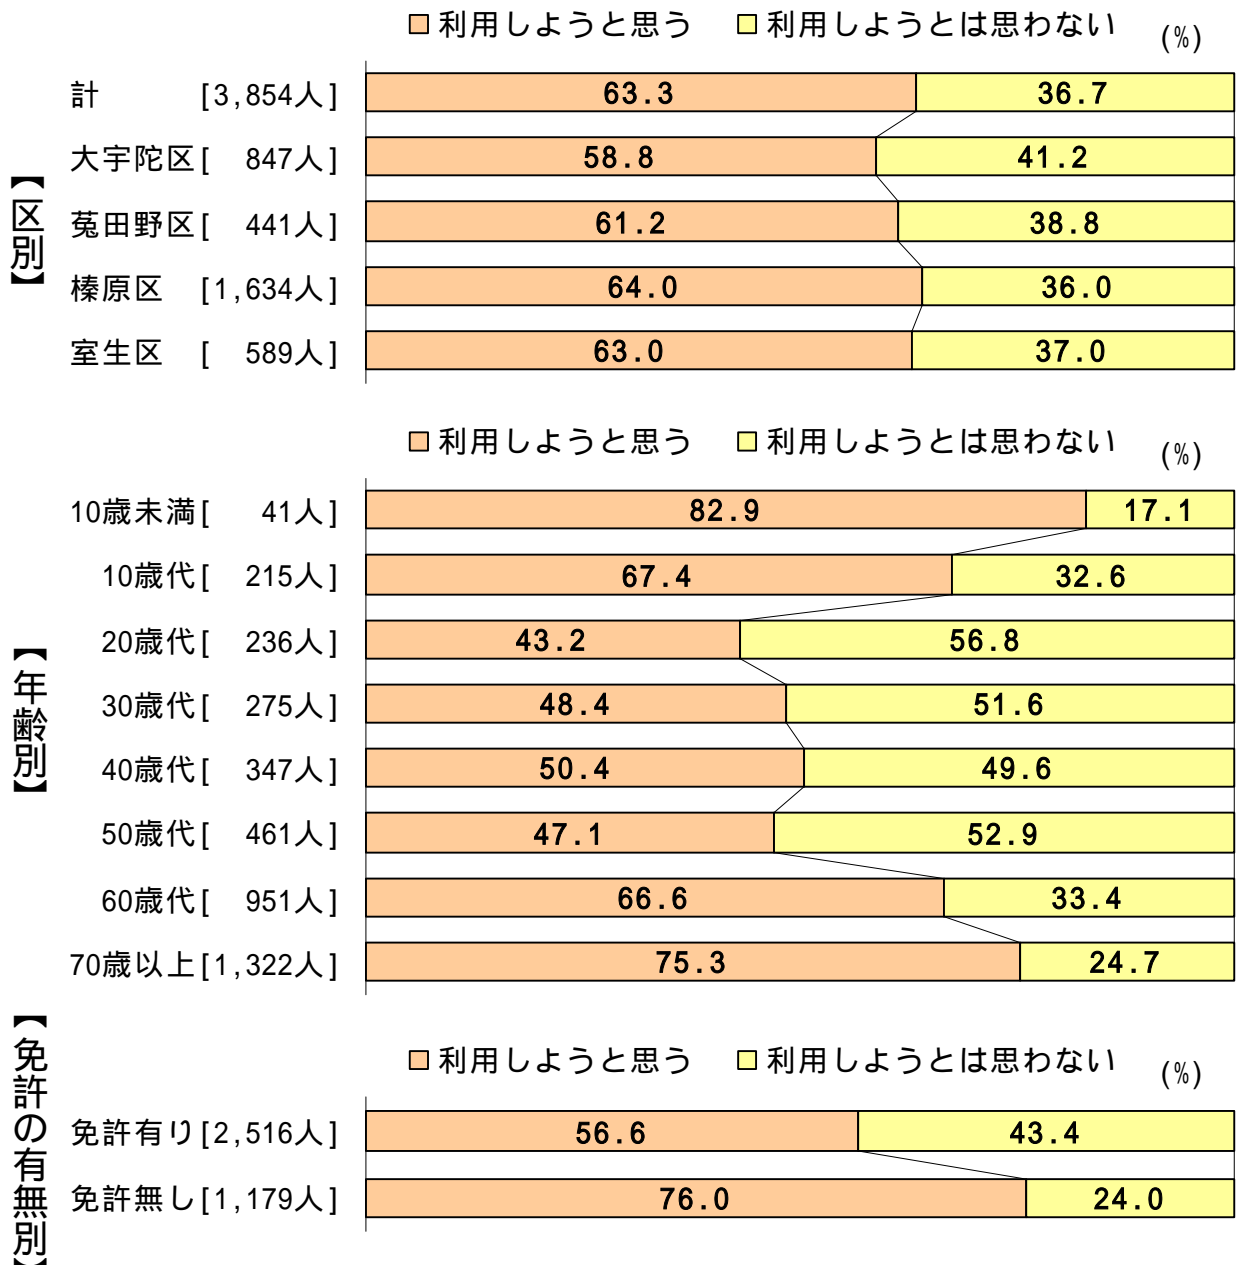 利用しようと思う 利用しようとは思わない (%)
【区別】
計 [3,854人] 63.3 36.7
大宇陀区[ 847人] 58.8 41.2
菟田野区[ 441人] 61.2 38.8
榛原区 [1,634人] 64.0 36.0
室生区 [ 589人] 63.0 37.0
利用しようと思う 利用しようとは思わない (%)
【年齢別】
10歳未満[ 41人] 82.9 17.1
10歳代[ 215人] 67.4 32.6
20歳代[ 236人] 43.2 56.8
30歳代[ 275人] 48.4 51.6
40歳代[ 347人] 50.4 49.6
50歳代[ 461人] 47.1 52.9
60歳代[ 951人] 66.6 33.4
70歳以上[1,322人] 75.3 24.7
【免許の有無別】
利用しようと思う 利用しようとは思わない (%)
免許有り[2,516人] 56.6 43.4
免許無し[1,179人] 76.0 24.0